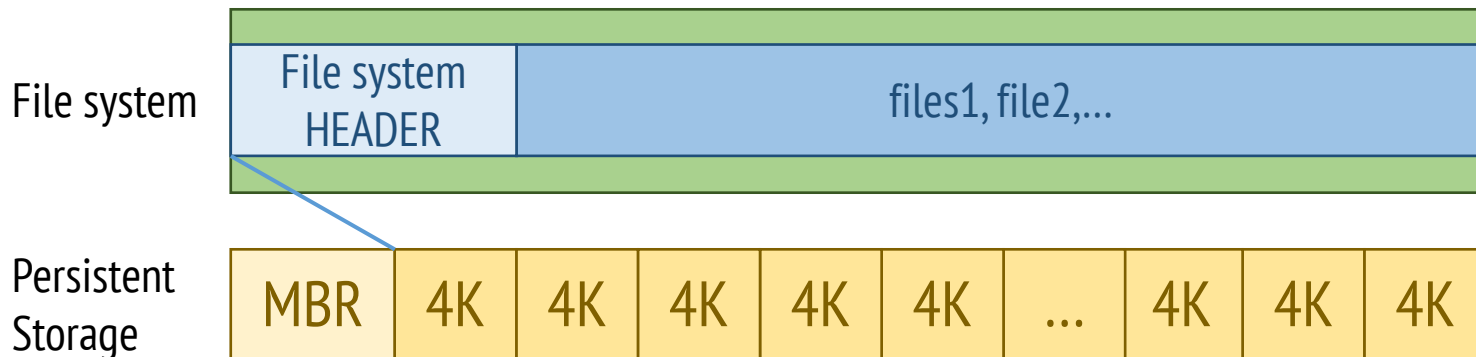 File system
File system
HEADER
files1, file2,...
Persistent
Storage
MBR 4K 4K 4K 4K 4K ... 4K 4K 4K